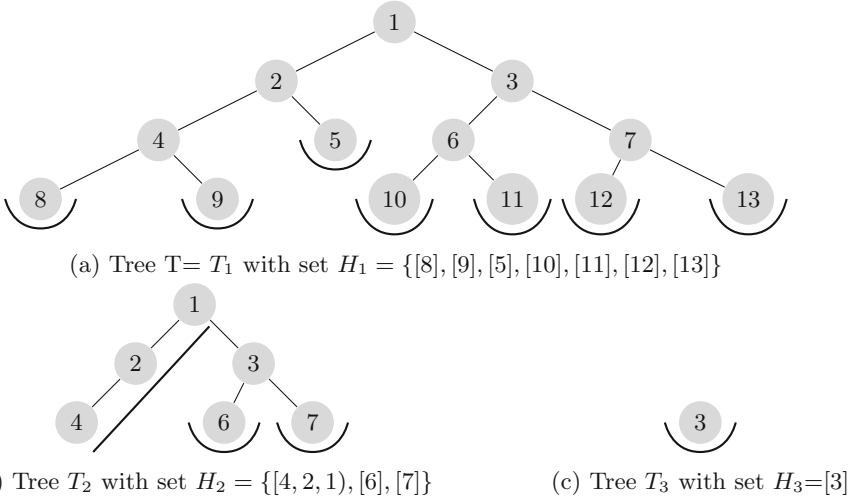 1
2 3
4 5 6 7
8 9 10 11 12 13
(a) Tree T= T₁ with set H₁ = {[8], [9], [5], [10], [11], [12], [13]}
1
2 3
4 6 7 3
) Tree T₂ with set H₂ = {[4, 2, 1), [6], [7]} (c) Tree T₃ with set H₃=[3]